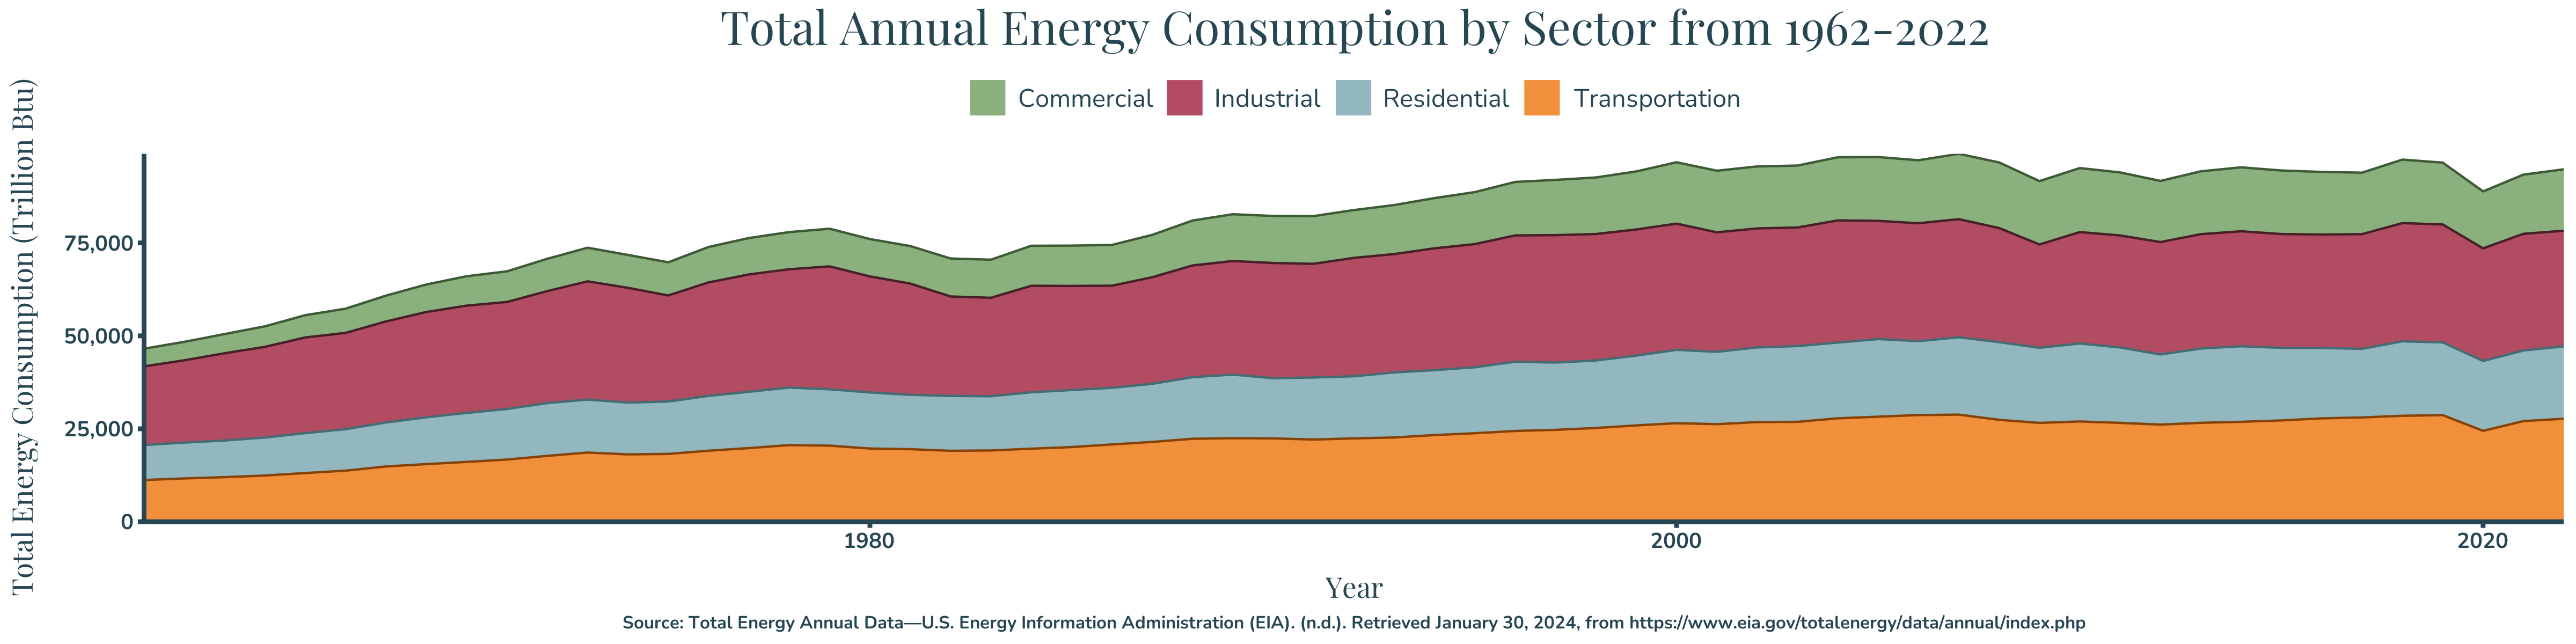 Total Annual Energy Consumption by Sector from 1962-2022
Commercial Industrial Residential Transportation
Total Energy Consumption (Trillion Btu)
75,000
50,000
25,000
0
1980 2000 2020
Year
Source: Total Energy Annual Data—U.S. Energy Information Administration (EIA). (n.d.). Retrieved January 30, 2024, from https://www.eia.gov/totalenergy/data/annual/index.php